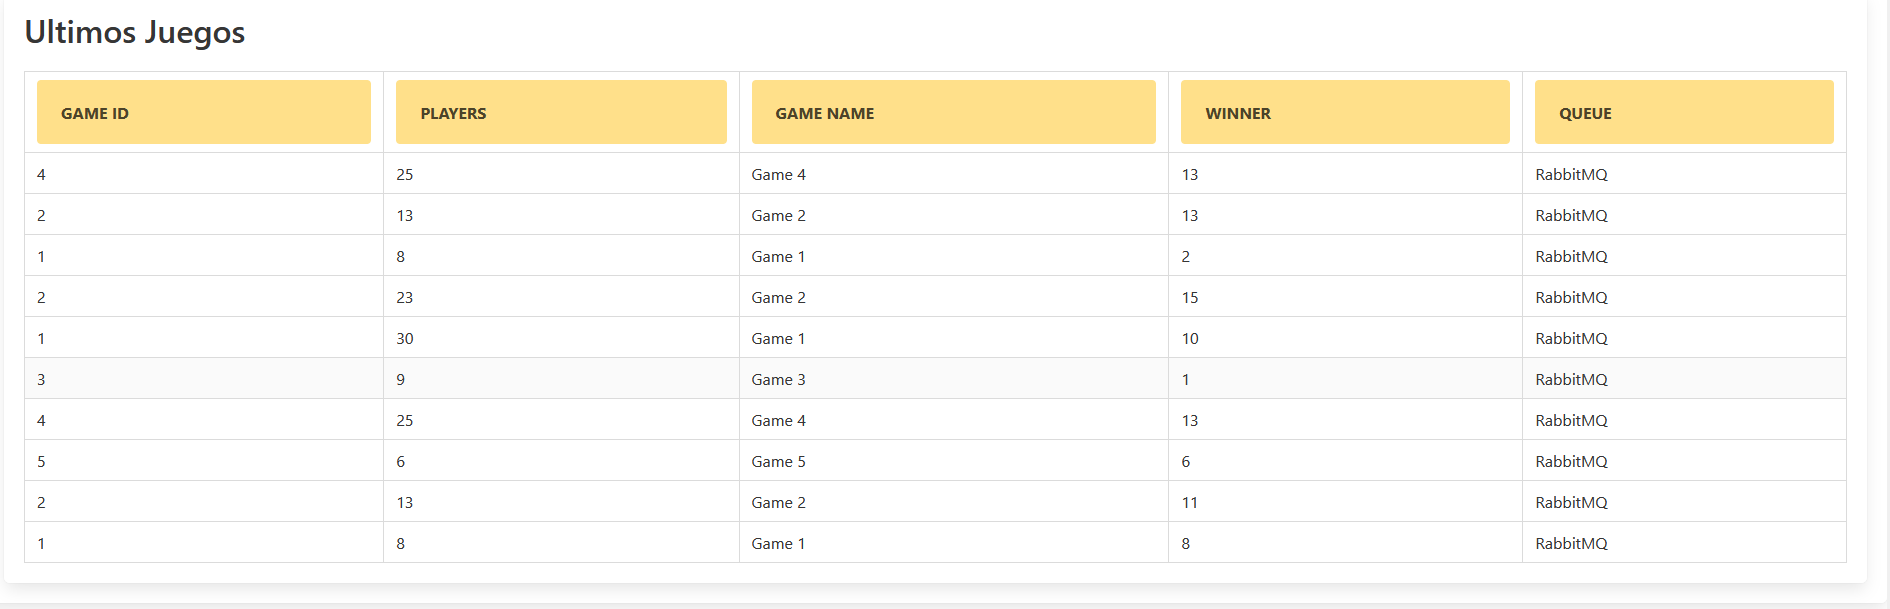 Ultimos Juegos
GAME ID PLAYERS GAME NAME WINNER QUEUE
4 25 Game 4 13 RabbitMQ
2 13 Game 2 13 RabbitMQ
1 8 Game 1 2 RabbitMQ
2 23 Game 2 15 RabbitMQ
1 30 Game 1 10 RabbitMQ
3 9 Game 3 1 RabbitMQ
4 25 Game 4 13 RabbitMQ
5 6 Game 5 6 RabbitMQ
2 13 Game 2 11 RabbitMQ
1 8 Game 1 8 RabbitMQ